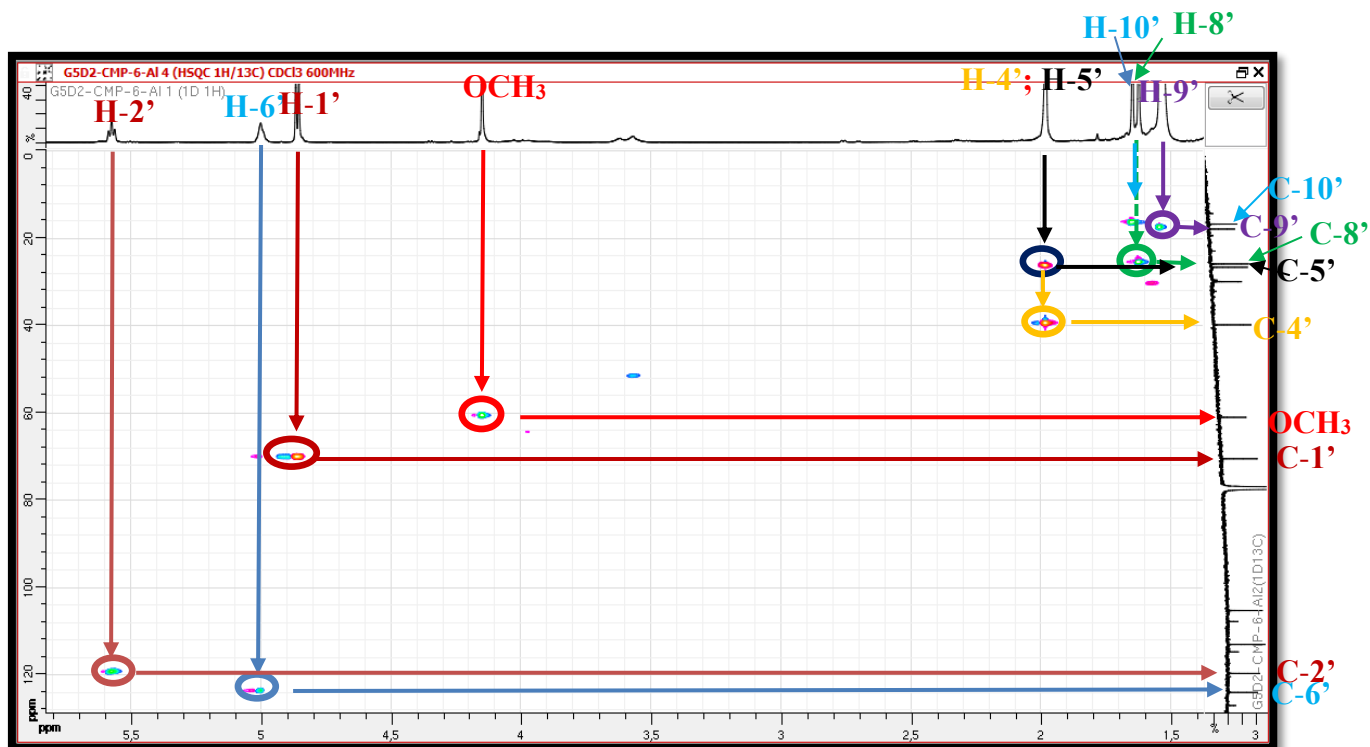 H-10’ H-8’
G5D2-CMP-6-Al 4 (HSQC 1H/13C) CDCl3 600MHz
G5D2-CMP-6-Al 1 (1D 1H)
H-2’ H-6’ H-1’ OCH3 H-4’ ; H-5’ H-9’
40
%
0
20
40
60
80
100
120
ppm
C-10’
C-9’
C-8’
C-5’
C-4’
OCH3
C-1’
C-2’
C-6’
G5D2-CMP-6-Al2(1D13C)
ppm 5,5 5 4,5 4 3,5 3 2,5 2 1,5 % 3